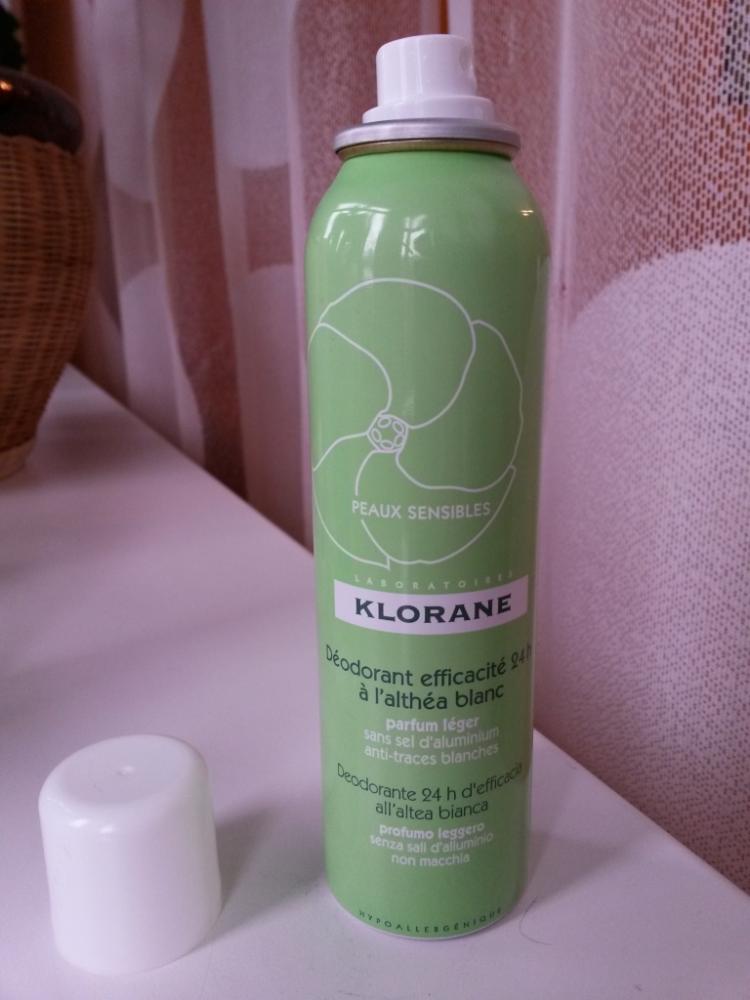 PEAUX SENSIBLES
LABORATOIRES
KLORANE
Déodorant efficacité 24h
à l'althéa blanc
parfum léger
sans sel d'aluminium
anti-traces blanches
Deodorante 24 h d'efficacia
all'altea bianca
profumo leggero
senza sali d'alluminio
non macchia
HYPOALLERGÉNIQUE